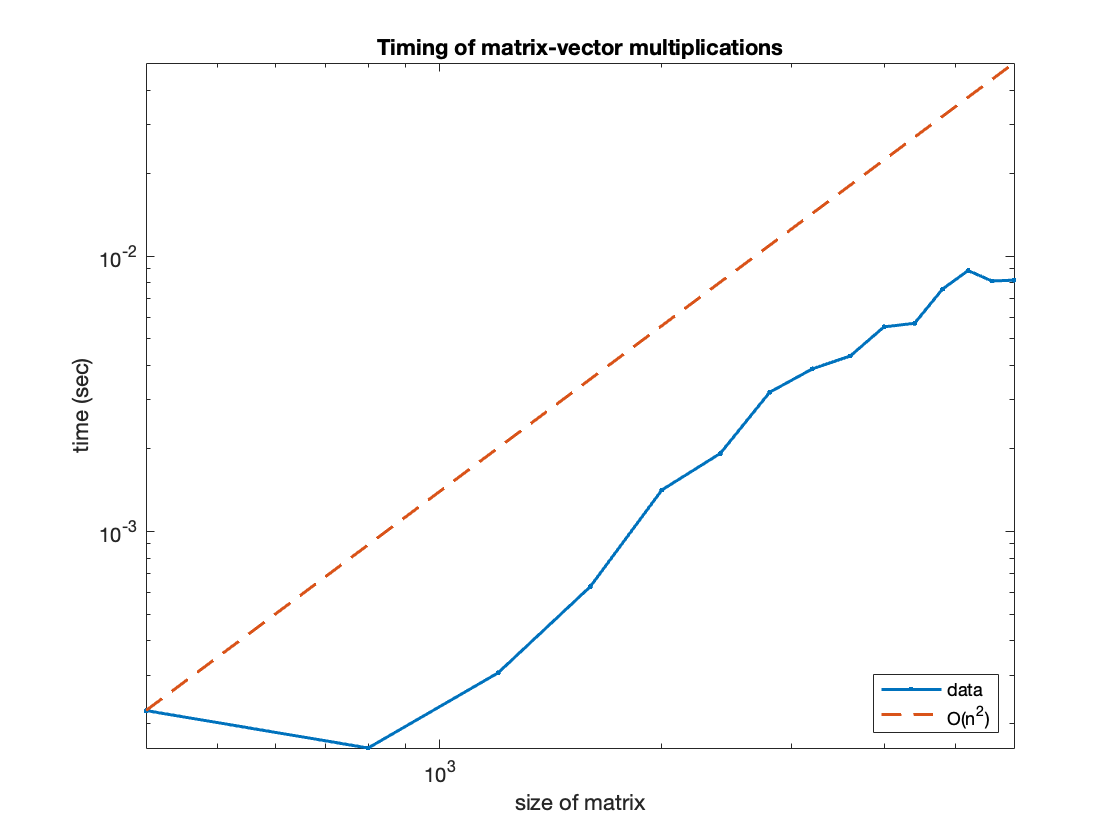 Timing of matrix-vector multiplications
time (sec)
10^-2
10^-3
10^3
size of matrix
data
O(n^2)